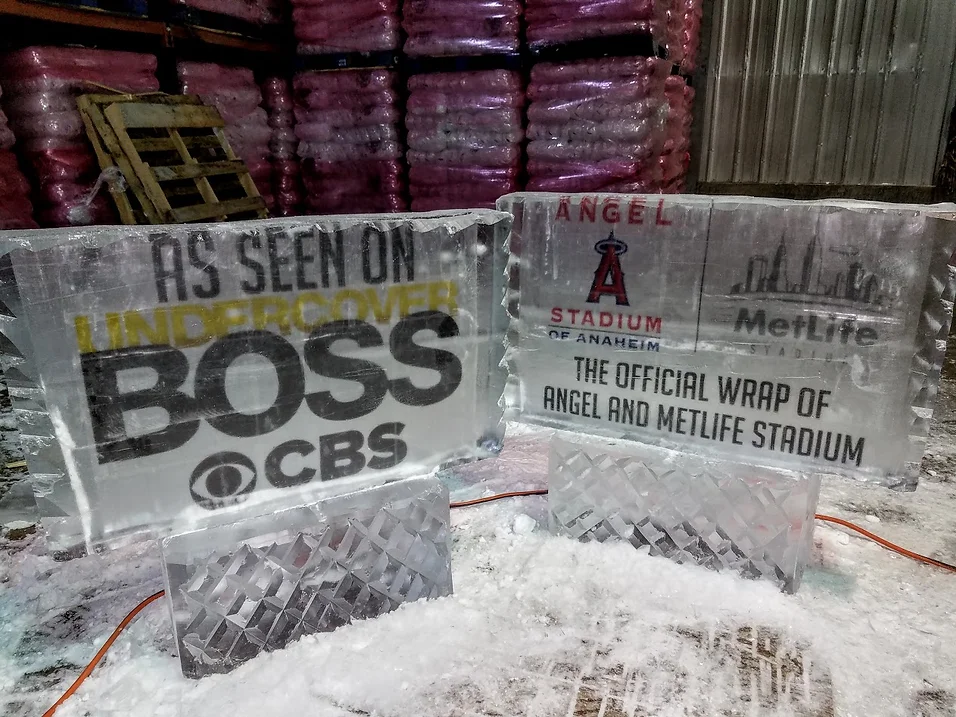 AS SEEN ON
UNDERCOVER
BOSS
CBS
ANGEL
A
STADIUM
OF ANAHEIM
MetLife
STADIUM
THE OFFICIAL WRAP OF
ANGEL AND METLIFE STADIUM